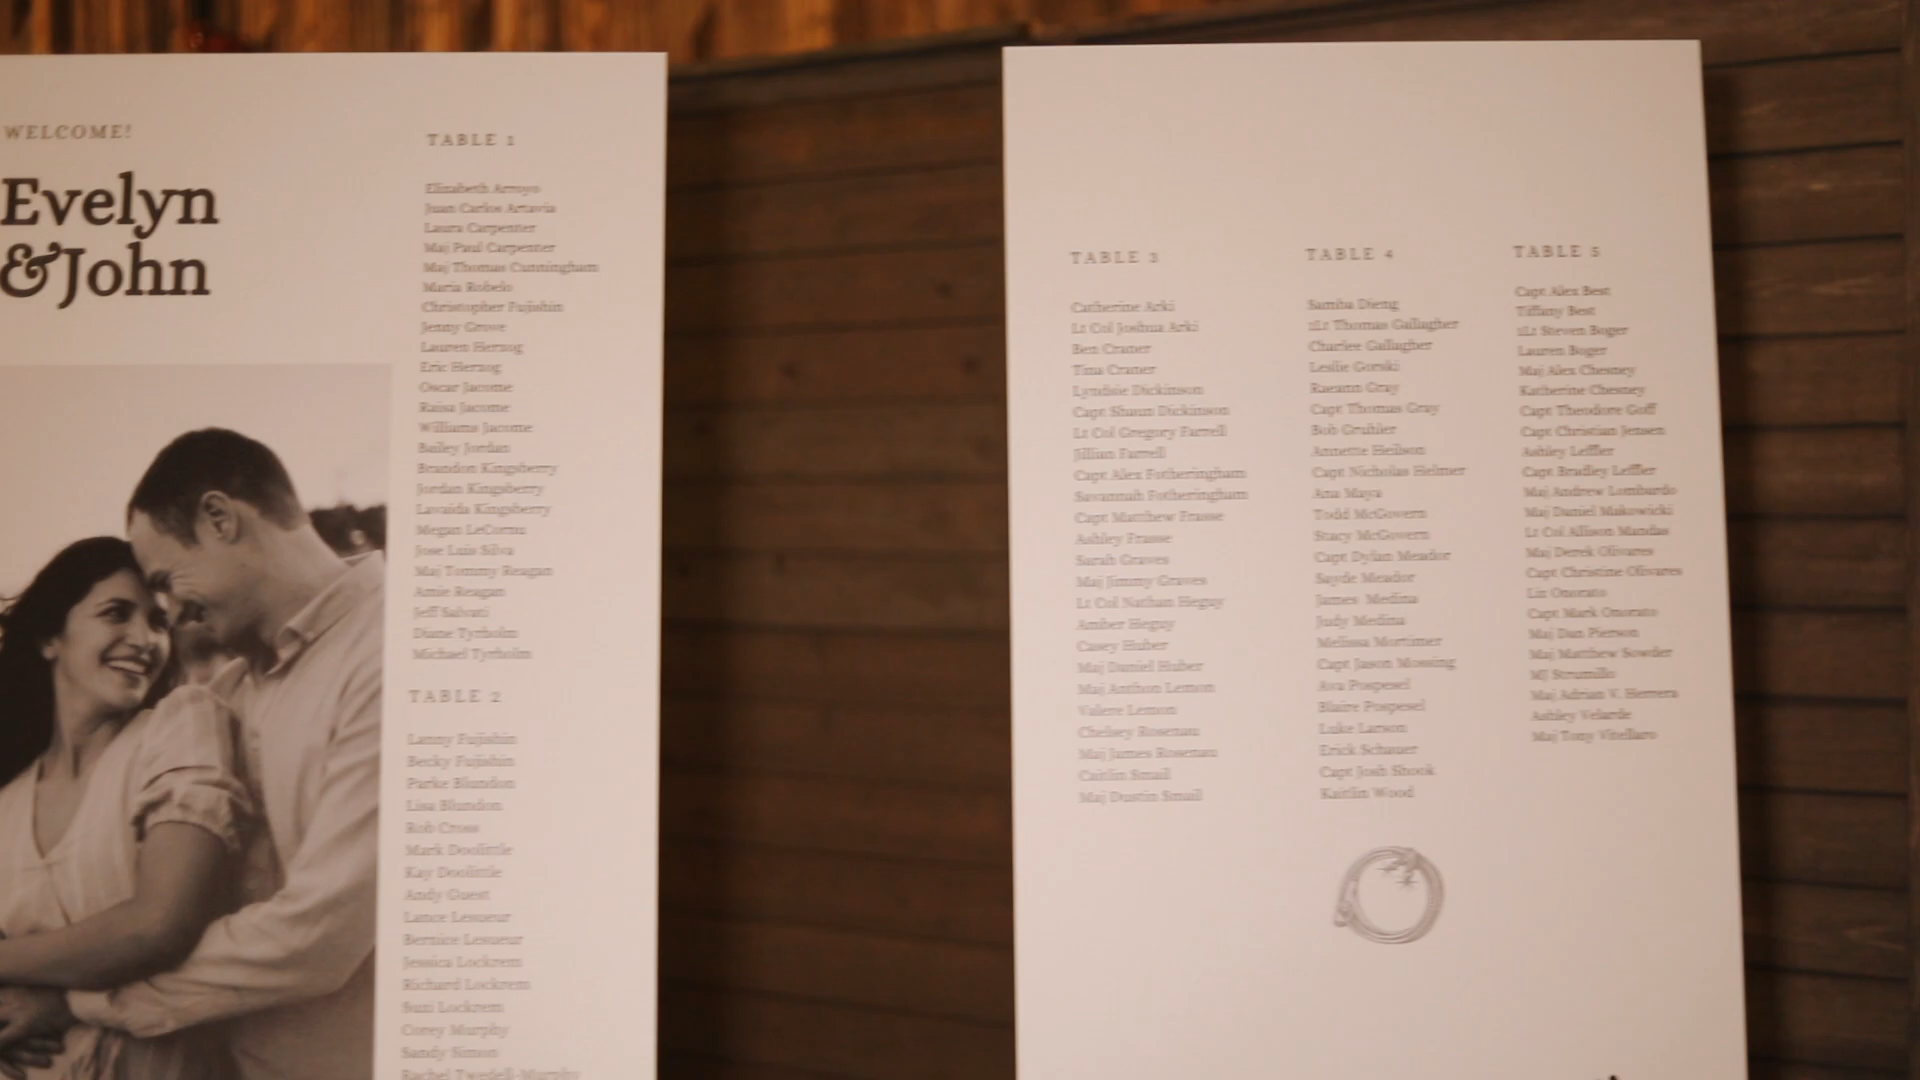 WELCOME!
Evelyn
&John
TABLE 1
Elizabeth Arroyo
Juan Carlos Artavia
Laura Carpenter
Maj Paul Carpenter
Maj Thomas Cunningham
Maria Robelo
Christopher Fujishin
Jenny Grove
Lauren Herzog
Eric Herzog
Oscar Jacome
Raisa Jacome
Williams Jacome
Bailey Jordan
Brandon Kingsberry
Jordan Kingsberry
Lavaida Kingsberry
Megan LeCorns
Jose Luis Silva
Maj Tommy Reagan
Amie Reagan
Jeff Salvati
Diane Tyrholm
Michael Tyrholm
TABLE 2
Lanny Fujishin
Becky Fujishin
Parke Blundon
Lisa Blundon
Rob Cross
Mark Doolittle
Kay Doolittle
Andy Guest
Lance Lesueur
Bernice Lesueur
Jessica Lockrem
Richard Lockrem
Suzi Lockrem
Corey Murphy
Sandy Simon
Rachel Twedell-Murphy
TABLE 3
Catherine Arki
Lt Col Joshua Arki
Ben Craner
Tina Craner
Lyndsie Dickinson
Capt Shaun Dickinson
Lt Col Gregory Farrell
Jillian Farrell
Capt Alex Fotheringham
Savannah Fotheringham
Capt Matthew Frasse
Ashley Frasse
Sarah Graves
Maj Jimmy Graves
Lt Col Nathan Heguy
Amber Heguy
Casey Huber
Maj Daniel Huber
Maj Anthon Lemon
Valere Lemon
Chelsey Rosenau
Maj James Rosenau
Caitlin Smail
Maj Dustin Smail
TABLE 4
Samba Dieng
1Lt Thomas Gallagher
Charlee Gallagher
Leslie Gorski
Raeann Gray
Capt Thomas Gray
Bob Gruhler
Annette Heilson
Capt Nicholas Helmer
Ana Maya
Todd McGovern
Stacy McGovern
Capt Dylan Meador
Sayde Meador
James Medina
Judy Medina
Melissa Mortimer
Capt Jason Mossing
Ava Pospesel
Blaire Pospesel
Luke Larson
Erick Schauer
Capt Josh Shook
Kaitlin Wood
TABLE 5
Capt Alex Best
Tiffany Best
1Lt Steven Boger
Lauren Boger
Maj Alex Chesney
Katherine Chesney
Capt Theodore Goff
Capt Christian Jensen
Ashley Leffler
Capt Bradley Leffler
Maj Andrew Lombardo
Maj Daniel Makowicki
Lt Col Allison Mandas
Maj Derek Olivares
Capt Christine Olivares
Liz Onorato
Capt Mark Onorato
Maj Dan Pierson
Maj Matthew Sowder
MJ Strumillo
Maj Adrian V. Herrera
Ashley Velarde
Maj Tony Vitellaro